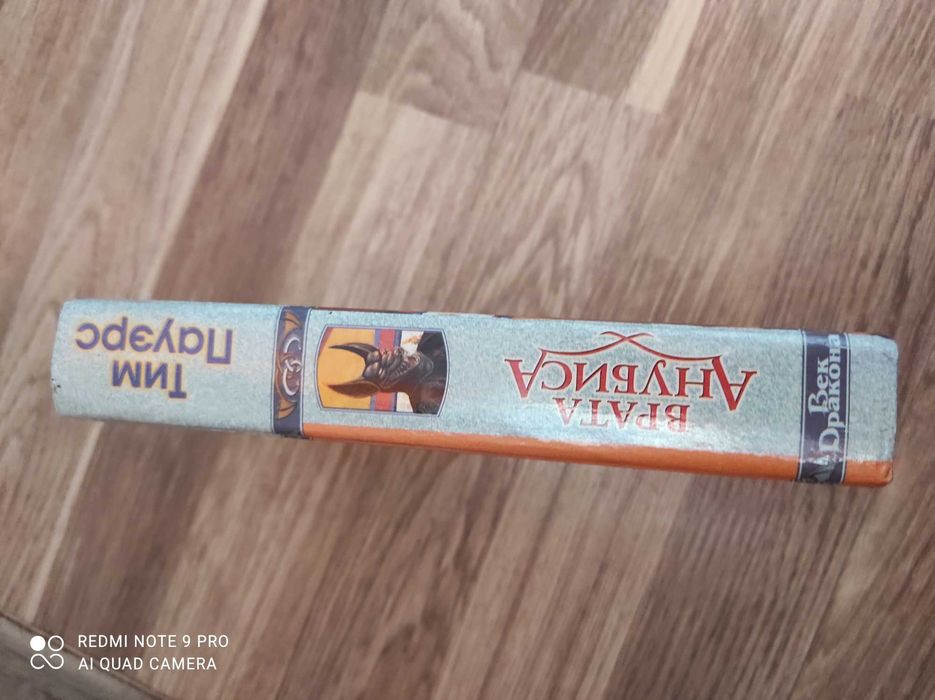 Тим
Пауэрс
ВРАТА
АНУБИСА
Век
Дракона
REDMI NOTE 9 PRO
AI QUAD CAMERA